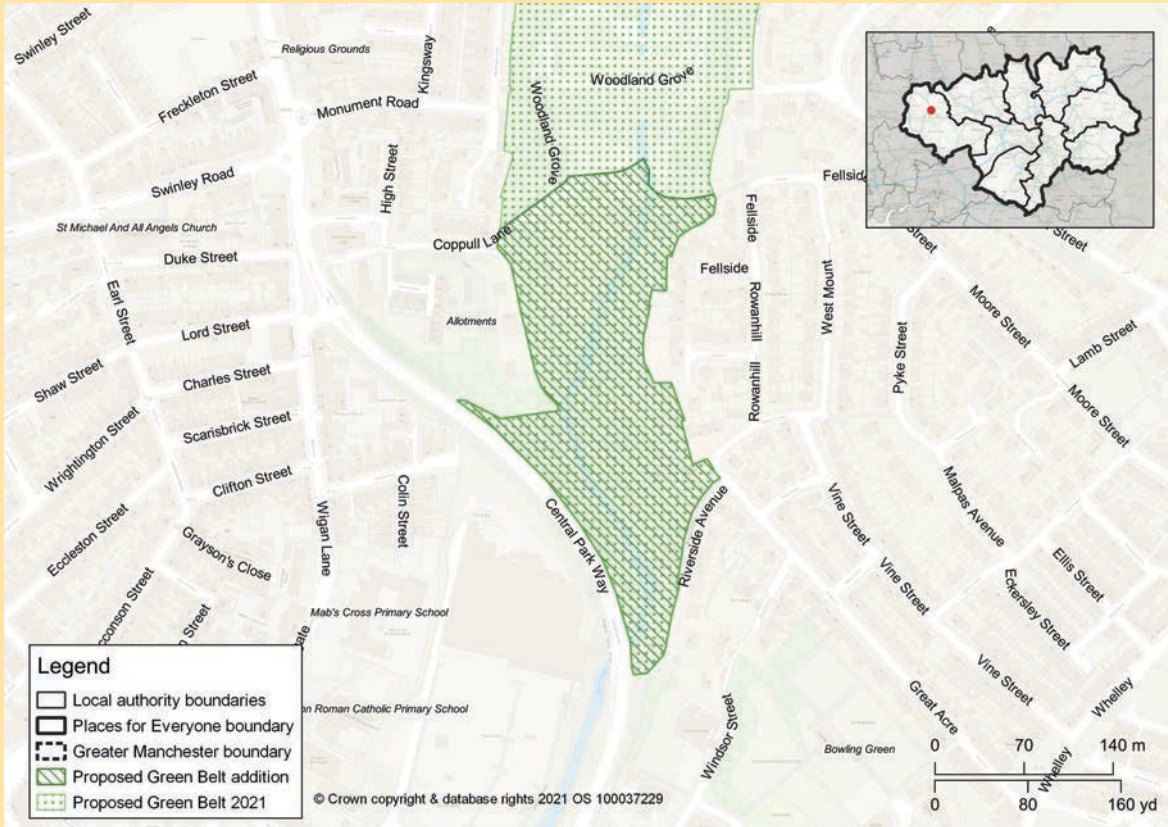 Swinley Street
Religious Grounds
Kingsway
Freckleton Street
Monument Road
Woodland Grove
Woodland Grove
Swinley Road
High Street
Fellside
St Michael And All Angels Church
Coppull Lane
Duke Street
Fellside
Fellside
Street
Street
Earl Street
Allotments
Rowanhill
West Mount
Moore Street
Lord Street
Lamb Street
Shaw Street
Charles Street
Pyke Street
Rowanhill
Moore Street
Scarisbrick Street
Wrightington Street
Clifton Street
Colin Street
Central Park Way
Riverside Avenue
Vine Street
Malpas Avenue
Eccleston Street
Wigan Lane
Grayson's Close
Vine Street
Ellis Street
Eckersley Street
Mab's Cross Primary School
Street
Vine Street
Whelley
Great Acre
Windsor Street
Roman Catholic Primary School
Bowling Green
Whelley
Legend
Local authority boundaries
Places for Everyone boundary
Greater Manchester boundary
Proposed Green Belt addition
Proposed Green Belt 2021
© Crown copyright & database rights 2021 OS 100037229
0 70 140 m
0 80 160 yd